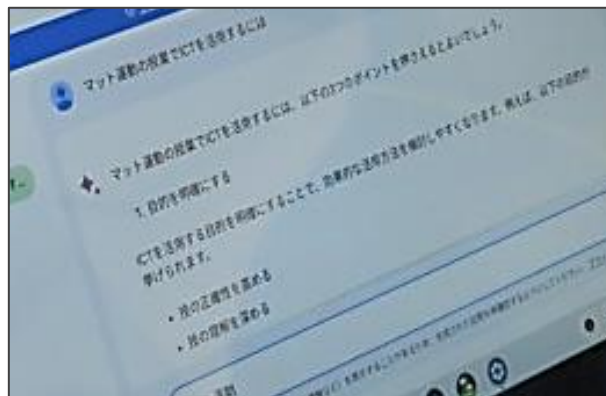 マット運動の授業でICTを活用するには
マット運動の授業でICTを活用するには、以下の3つのポイントを押さえるとよいでしょう。
1. 目的を明確にする
ICTを活用する目的を明確にすることで、効果的な活用方法を検討しやすくなります。例えば、以下の目的が
挙げられます。
• 技の正確性を高める
• 技の理解を深める